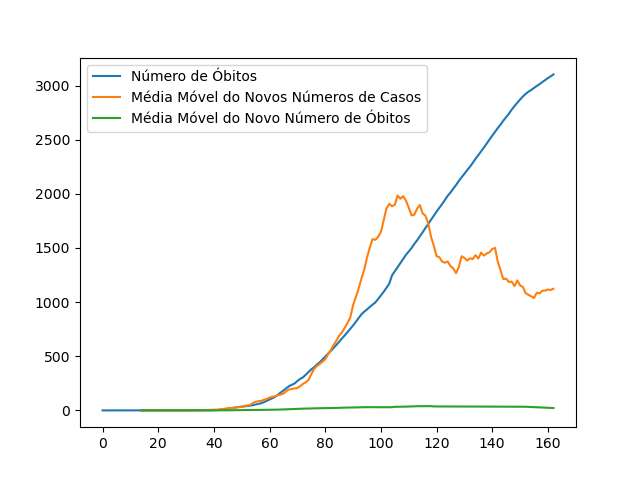 Número de Óbitos
Média Móvel do Novos Números de Casos
Média Móvel do Novo Número de Óbitos
3000
2500
2000
1500
1000
500
0
0 20 40 60 80 100 120 140 160